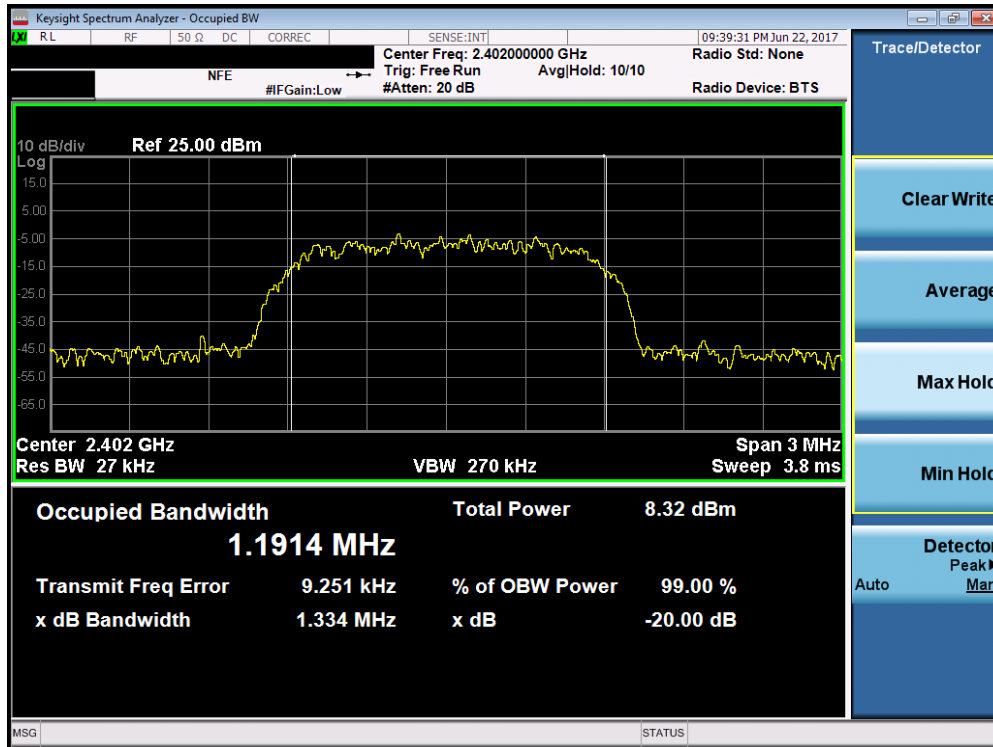 Keysight Spectrum Analyzer - Occupied BW
LXI RL RF 50 Ω DC CORREC SENSE:INT 09:39:31 PM Jun 22, 2017
Center Freq: 2.402000000 GHz Radio Std: None
NFE Trig: Free Run Avg|Hold: 10/10
#IFGain:Low #Atten: 20 dB Radio Device: BTS
10 dB/div Ref 25.00 dBm
Log
15.0
5.00
-5.00
-15.0
-25.0
-35.0
-45.0
-55.0
-65.0
Center 2.402 GHz Span 3 MHz
Res BW 27 kHz VBW 270 kHz Sweep 3.8 ms
Occupied Bandwidth Total Power 8.32 dBm
1.1914 MHz
Transmit Freq Error 9.251 kHz % of OBW Power 99.00 %
x dB Bandwidth 1.334 MHz x dB -20.00 dB
MSG STATUS
Trace/Detector
Clear Write
Average
Max Hold
Min Hold
Detector
Peak
Auto Man